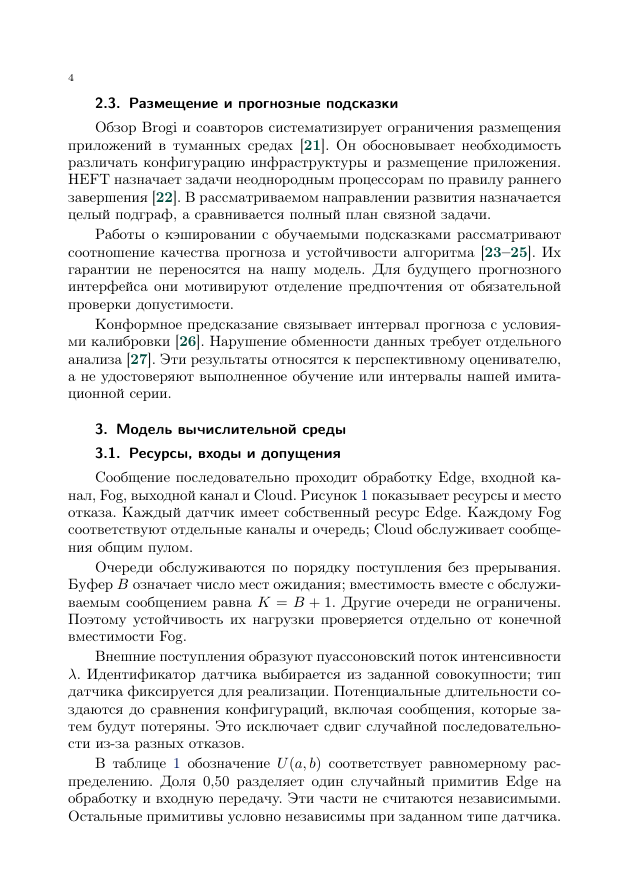 4
2.3. Размещение и прогнозные подсказки
Обзор Brogi и соавторов систематизирует ограничения размещения
приложений в туманных средах [21]. Он обосновывает необходимость
различать конфигурацию инфраструктуры и размещение приложения.
HEFT назначает задачи неоднородным процессорам по правилу раннего
завершения [22]. В рассматриваемом направлении развития назначается
целый подграф, а сравнивается полный план связной задачи.
Работы о кэшировании с обучаемыми подсказками рассматривают
соотношение качества прогноза и устойчивости алгоритма [23–25]. Их
гарантии не переносятся на нашу модель. Для будущего прогнозного
интерфейса они мотивируют отделение предпочтения от обязательной
проверки допустимости.
Конформное предсказание связывает интервал прогноза с условия-
ми калибровки [26]. Нарушение обменности данных требует отдельного
анализа [27]. Эти результаты относятся к перспективному оценивателю,
а не удостоверяют выполненное обучение или интервалы нашей имита-
ционной серии.
3. Модель вычислительной среды
3.1. Ресурсы, входы и допущения
Сообщение последовательно проходит обработку Edge, входной ка-
нал, Fog, выходной канал и Cloud. Рисунок 1 показывает ресурсы и место
отказа. Каждый датчик имеет собственный ресурс Edge. Каждому Fog
соответствуют отдельные каналы и очередь; Cloud обслуживает сообще-
ния общим пулом.
Очереди обслуживаются по порядку поступления без прерывания.
Буфер B означает число мест ожидания; вместимость вместе с обслужи-
ваемым сообщением равна K = B + 1. Другие очереди не ограничены.
Поэтому устойчивость их нагрузки проверяется отдельно от конечной
вместимости Fog.
Внешние поступления образуют пуассоновский поток интенсивности
λ. Идентификатор датчика выбирается из заданной совокупности; тип
датчика фиксируется для реализации. Потенциальные длительности со-
здаются до сравнения конфигураций, включая сообщения, которые за-
тем будут потеряны. Это исключает сдвиг случайной последовательно-
сти из-за разных отказов.
В таблице 1 обозначение U(a, b) соответствует равномерному рас-
пределению. Доля 0,50 разделяет один случайный примитив Edge на
обработку и входную передачу. Эти части не считаются независимыми.
Остальные примитивы условно независимы при заданном типе датчика.